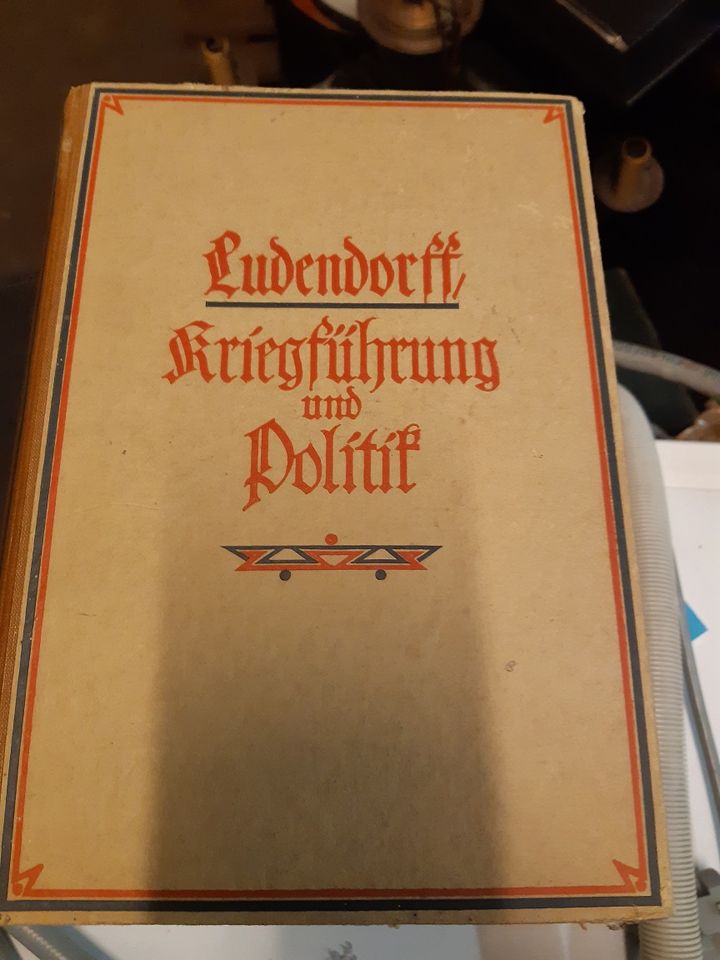 Ludendorff,
Kriegführung
und
Politik